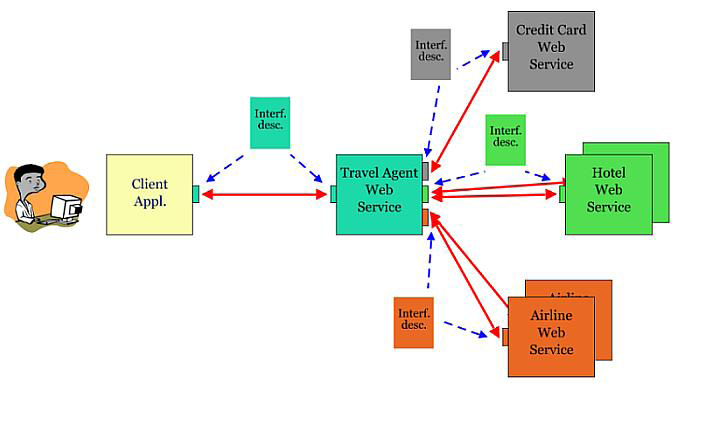 Interf.
desc.
Credit Card
Web
Service
Interf.
desc.
Interf.
desc.
Client
Appl.
Travel Agent
Web
Service
Hotel
Web
Service
Interf.
desc.
Airline
Airline
Web
Service